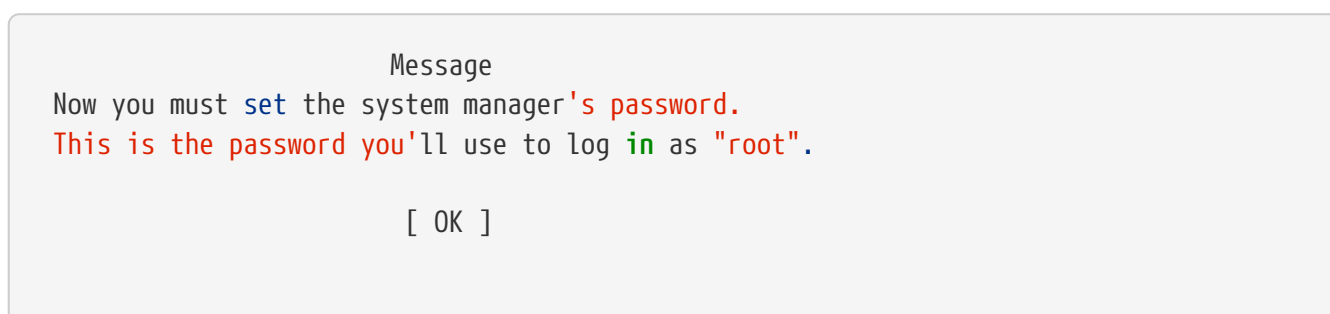 Message
Now you must set the system manager's password.
This is the password you'll use to log in as "root".
[ OK ]